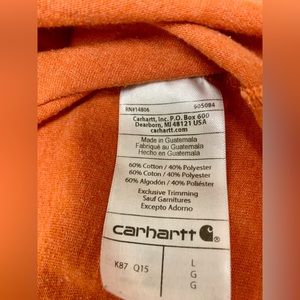 RN#14806 905084
Carhartt, Inc. P.O. Box 600
Dearborn, MI 48121 USA
carhartt.com
Made in Guatemala
Fabriqué au Guatemala
Hecho en Guatemala
60% Cotton / 40% Polyester
60% Coton / 40% Polyester
60% Algodón / 40% Poliéster
Exclusive Trimming
Sauf Garnitures
Excepto Adorno
carhartt
K87 Q15 L
G
G